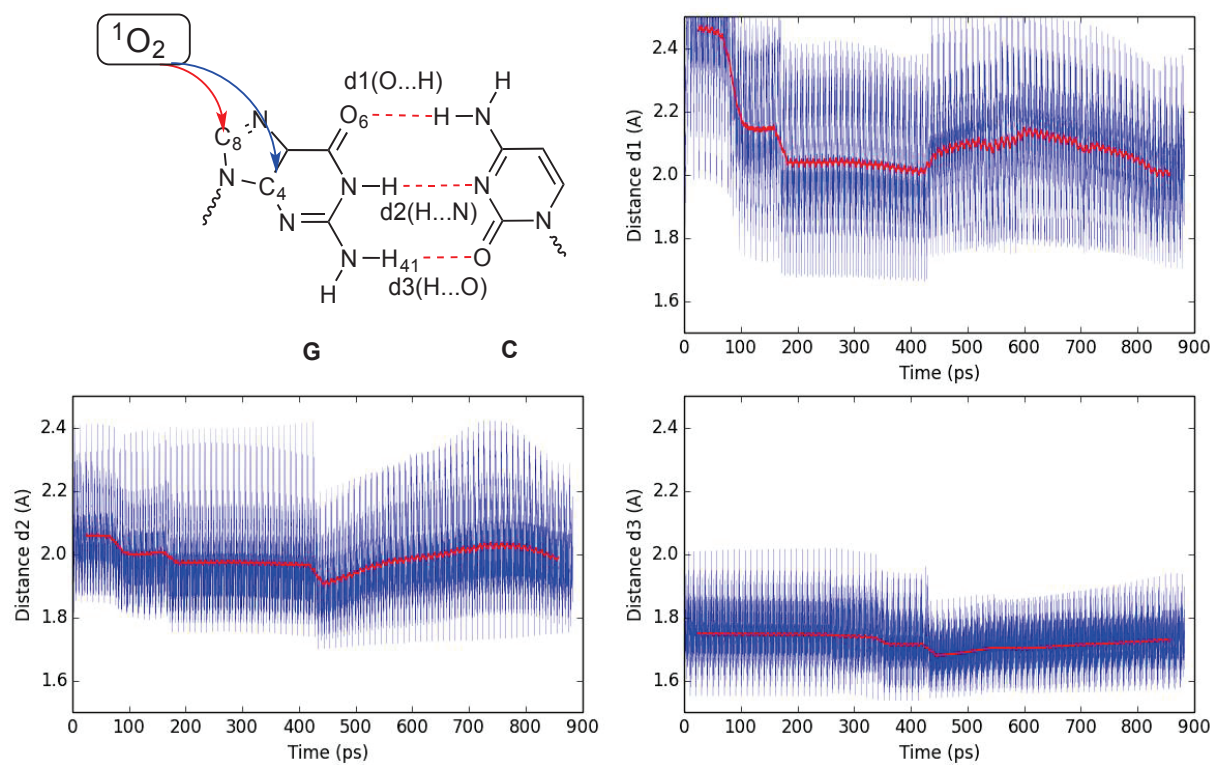 ¹O₂
d1(O...H)
H
O₆
H
N
C₈
N
N
C₄
N
H
N
d2(H...N)
N
N
O
N
H₄₁
H
d3(H...O)
G
C
Distance d1 (A)
2.4
2.2
2.0
1.8
1.6
0 100 200 300 400 500 600 700 800 900
Time (ps)
Distance d2 (A)
2.4
2.2
2.0
1.8
1.6
0 100 200 300 400 500 600 700 800 900
Time (ps)
Distance d3 (A)
2.4
2.2
2.0
1.8
1.6
0 100 200 300 400 500 600 700 800 900
Time (ps)